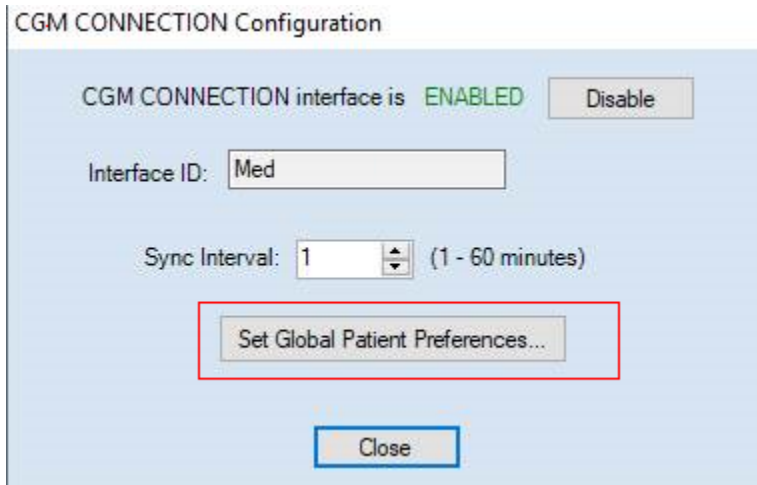 CGM CONNECTION Configuration
CGM CONNECTION interface is ENABLED Disable
Interface ID: Med
Sync Interval: 1 (1 - 60 minutes)
Set Global Patient Preferences...
Close